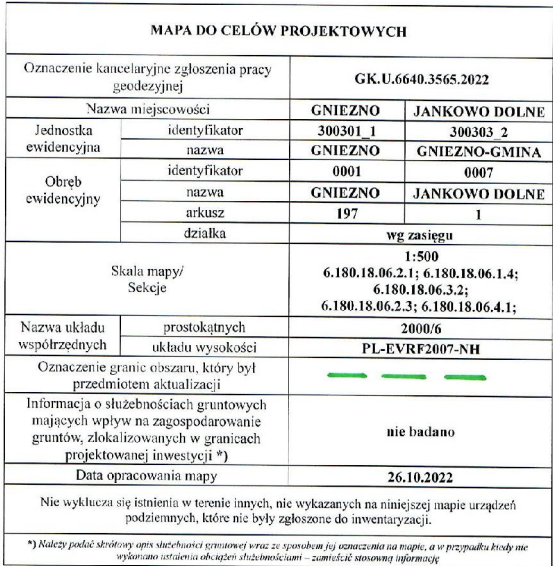 MAPA DO CELÓW PROJEKTOWYCH
Oznaczenie kancelaryjne zgłoszenia pracy
geodezyjnej
GK.U.6640.3565.2022
Nazwa miejscowości GNIEZNO JANKOWO DOLNE
Jednostka
ewidencyjna
identyfikator 300301_1 300303_2
nazwa GNIEZNO GNIEZNO-GMINA
Obręb
ewidencyjny
identyfikator 0001 0007
nazwa GNIEZNO JANKOWO DOLNE
arkusz 197 1
działka wg zasięgu
Skala mapy/
Sekcje
1:500
6.180.18.06.2.1; 6.180.18.06.1.4;
6.180.18.06.3.2;
6.180.18.06.2.3; 6.180.18.06.4.1;
Nazwa układu
współrzędnych
prostokątnych 2000/6
układu wysokości PL-EVRF2007-NH
Oznaczenie granic obszaru, który był
przedmiotem aktualizacji
Informacja o służebnościach gruntowych
mających wpływ na zagospodarowanie
gruntów, zlokalizowanych w granicach
projektowanej inwestycji *)
nie badano
Data opracowania mapy 26.10.2022
Nie wyklucza się istnienia w terenie innych, nie wykazanych na niniejszej mapie urządzeń
podziemnych, które nie były zgłoszone do inwentaryzacji.
*) Należy podać skrótowy opis służebności gruntowej wraz ze sposobem jej oznaczenia na mapie, a w przypadku kiedy nie
wykonano ustalenia obciążeń służebnościami – zamieścić stosowną informację